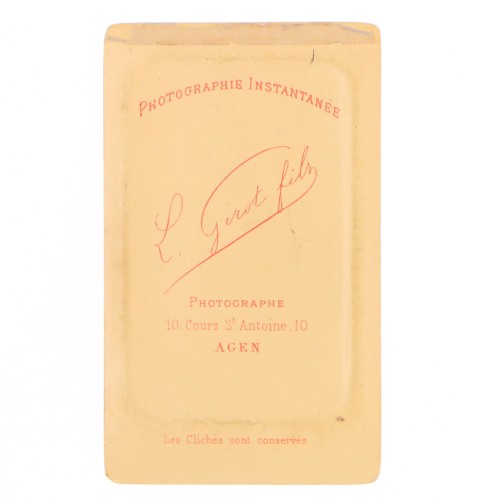 PHOTOGRAPHIE INSTANTANÉE
L. Girot fils
PHOTOGRAPHE
10. Cours St Antoine. 10
AGEN
Les Clichés sont conservés